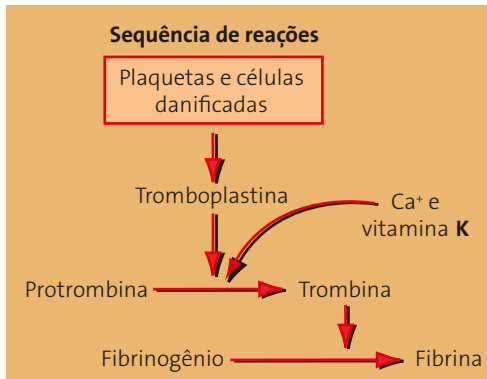 Sequência de reações
Plaquetas e células
danificadas
Tromboplastina
Ca⁺ e
vitamina K
Protrombina
Trombina
Fibrinogênio
Fibrina